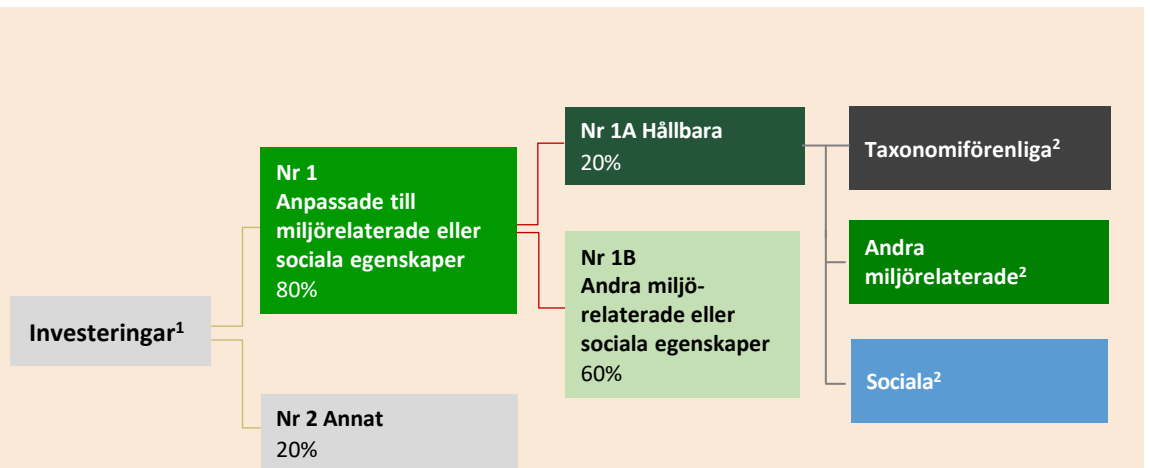 Investeringar¹
Nr 1
Anpassade till
miljörelaterade eller
sociala egenskaper
80%
Nr 2 Annat
20%
Nr 1A Hållbara
20%
Nr 1B
Andra miljö-
relaterade eller
sociala egenskaper
60%
Taxonomiförenliga²
Andra
miljörelaterade²
Sociala²